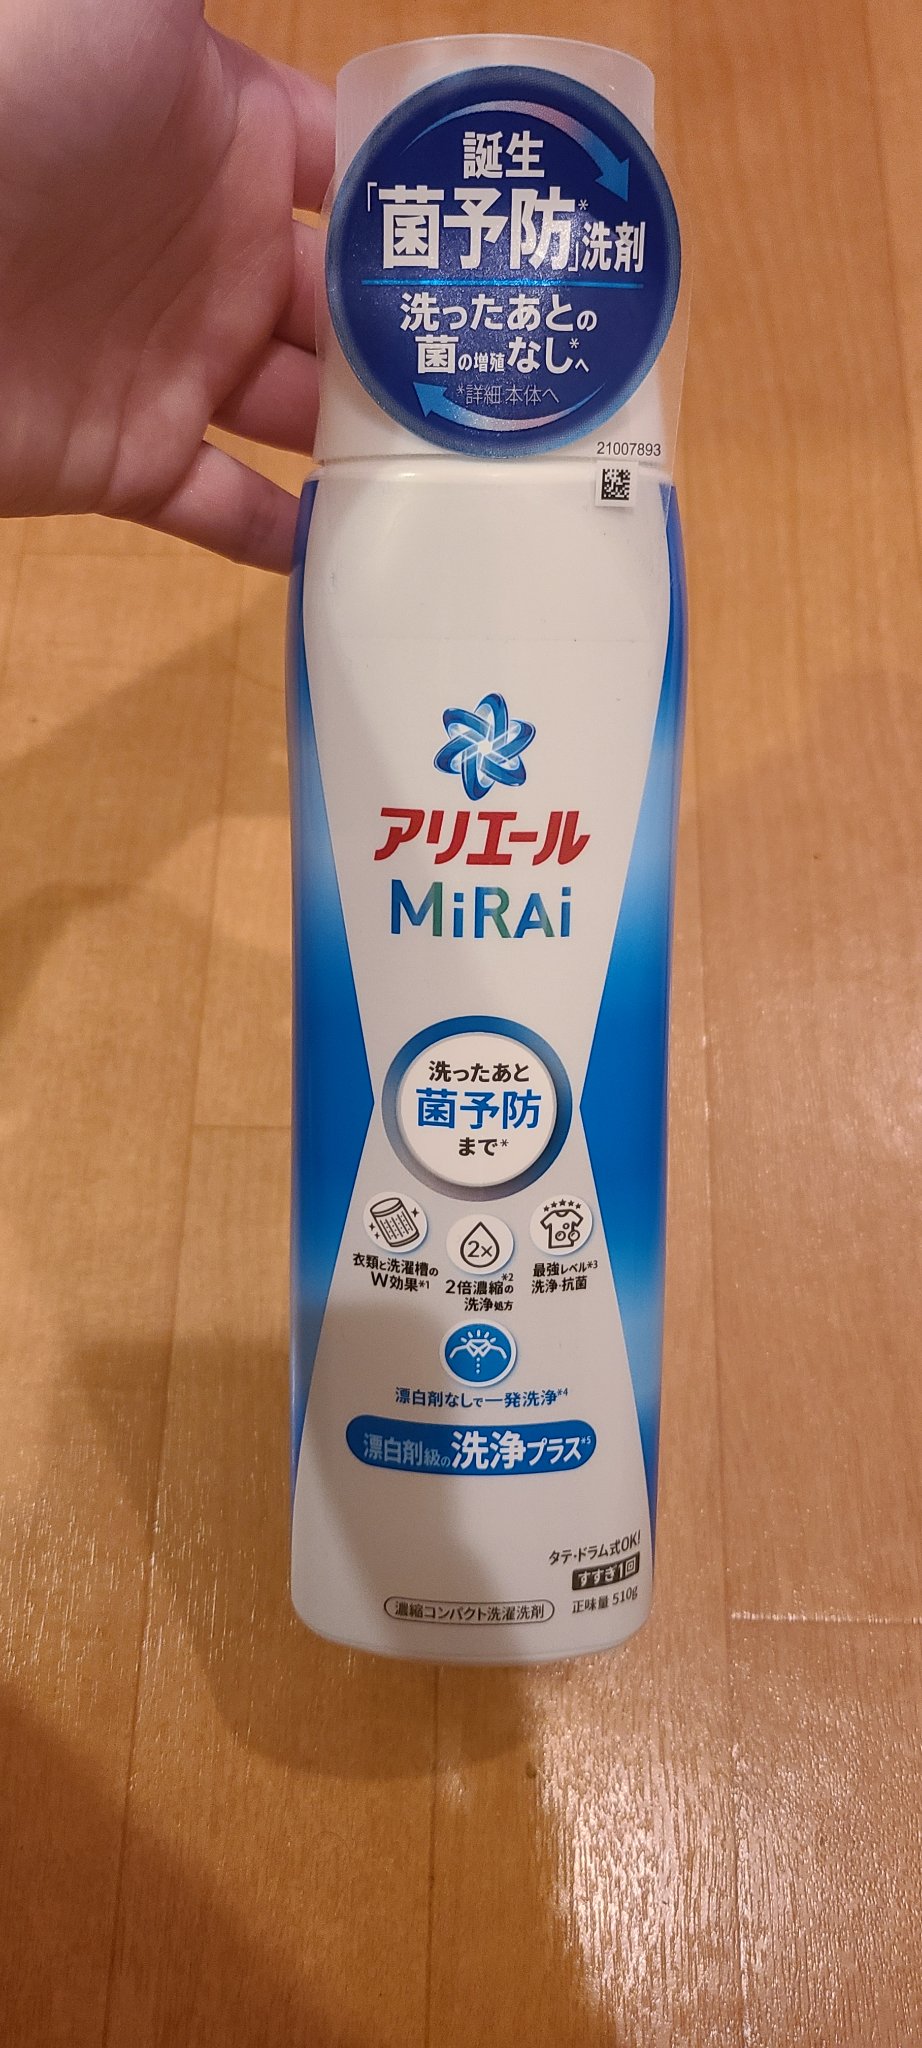 誕生
「菌予防*」洗剤
洗ったあとの
菌の増殖なし*へ
*詳細 本体へ
21007893
アリエール
MiRAi
洗ったあと
菌予防
まで*
衣類と洗濯槽の
W効果*1
2×
2倍濃縮*2の
洗浄処方
最強レベル*3
洗浄・抗菌
漂白剤なしで一発洗浄*4
漂白剤級の洗浄プラス*5
タテ・ドラム式OK!
すすぎ1回
濃縮コンパクト洗濯洗剤
正味量 510g